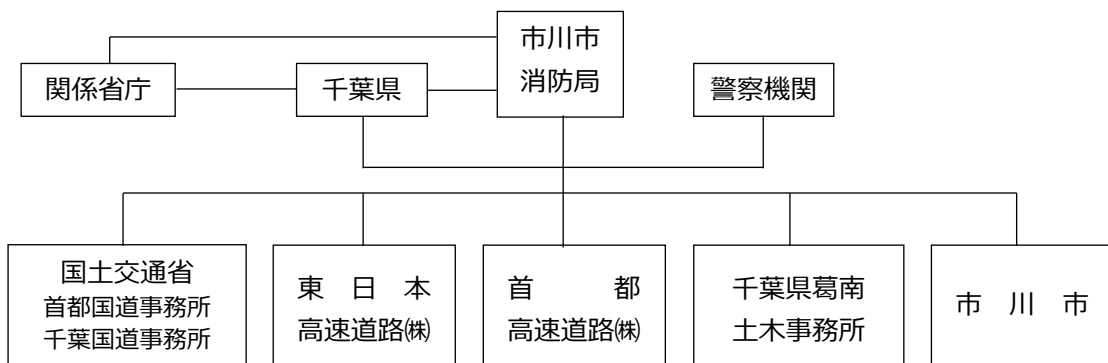 市川市
消防局
関係省庁
千葉県
警察機関
国土交通省
首都国道事務所
千葉国道事務所
東日本
高速道路㈱
首都
高速道路㈱
千葉県葛南
土木事務所
市川市